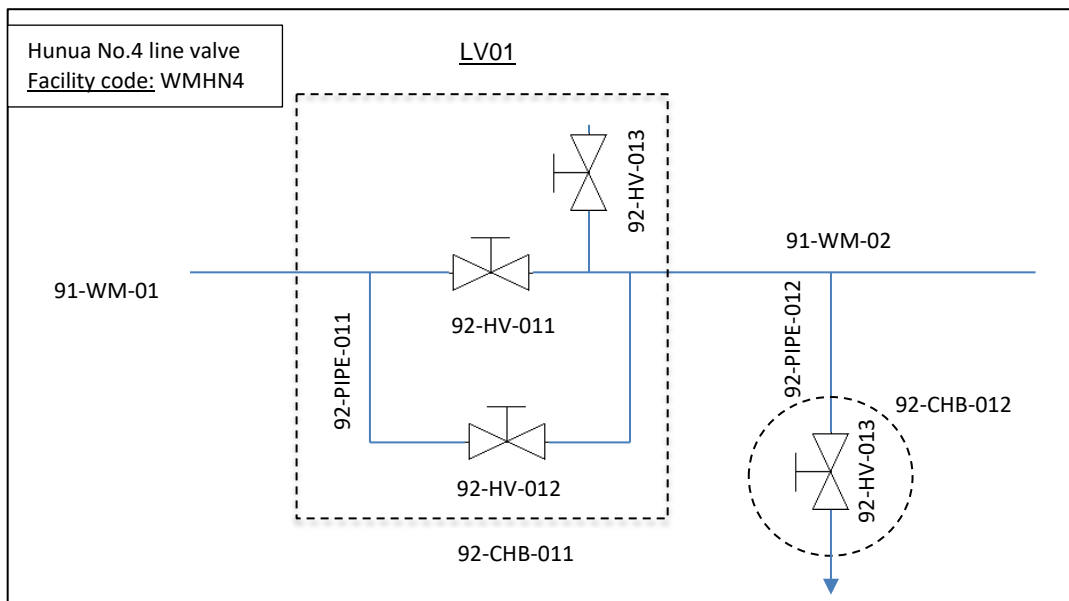 Hunua No.4 line valve
Facility code: WMHN4
LV01
92-HV-013
91-WM-02
91-WM-01
92-HV-011
92-PIPE-011
92-PIPE-012
92-CHB-012
92-HV-013
92-HV-012
92-CHB-011